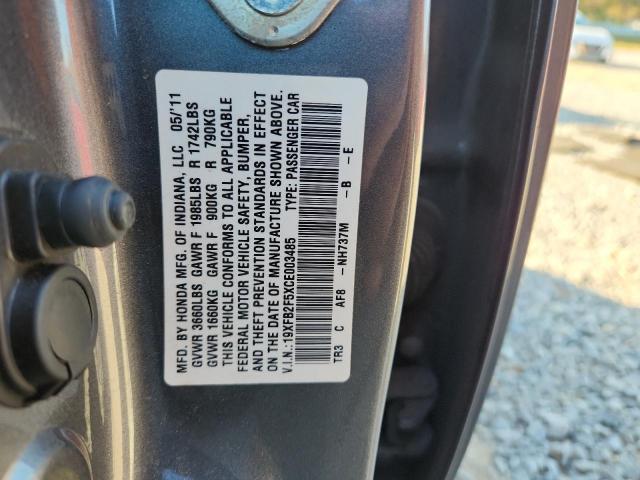 MFD. BY HONDA MFG. OF INDIANA, LLC 05/'11
GVWR 3660LBS GAWR F 1985LBS R 1742LBS
GVWR 1660KG GAWR F 900KG R 790KG
THIS VEHICLE CONFORMS TO ALL APPLICABLE
FEDERAL MOTOR VEHICLE SAFETY, BUMPER,
AND THEFT PREVENTION STANDARDS IN EFFECT
ON THE DATE OF MANUFACTURE SHOWN ABOVE.
V.I.N.:19XFB2F5XCE003485 TYPE: PASSENGER CAR
TR3 C AF8 -NH737M -B -E